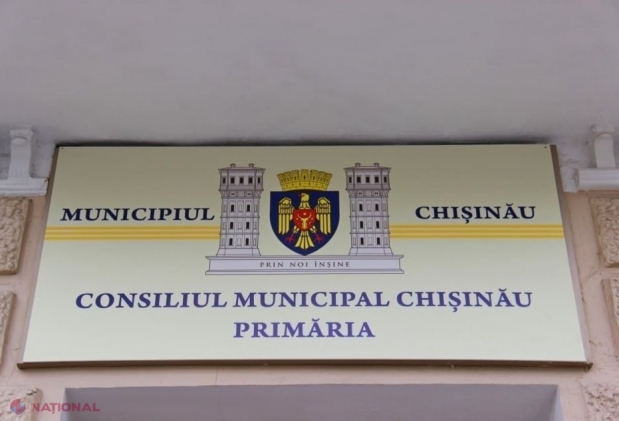 MUNICIPIUL CHIȘINĂU
PRIN NOI ÎNȘINE
CONSILIUL MUNICIPAL CHIȘINĂU
PRIMĂRIA
NAȚIONAL